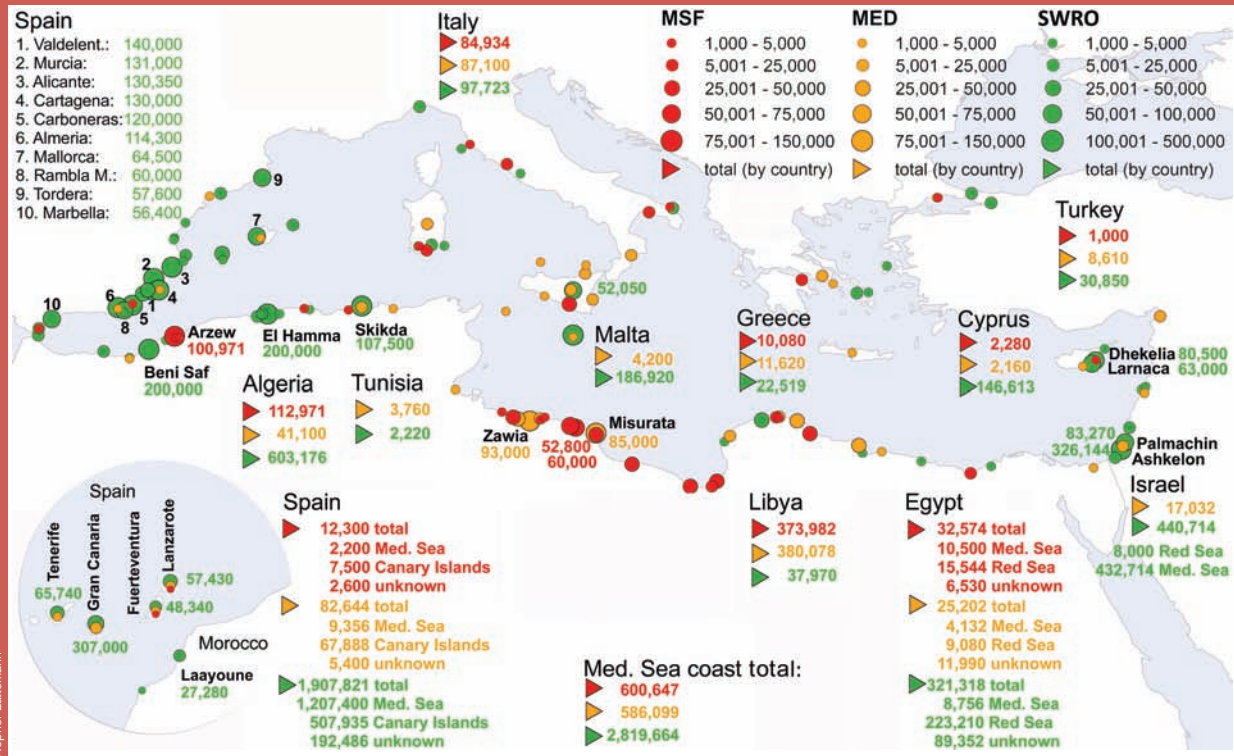 Spain
1. Valdelent.: 140,000
2. Murcia: 131,000
3. Alicante: 130,350
4. Cartagena: 130,000
5. Carboneras: 120,000
6. Almeria: 114,300
7. Mallorca: 64,500
8. Rambla M.: 60,000
9. Tordera: 57,600
10. Marbella: 56,400
Italy
84,934
87,100
97,723
MSF
1,000 - 5,000
5,001 - 25,000
25,001 - 50,000
50,001 - 75,000
75,001 - 150,000
total (by country)
MED
1,000 - 5,000
5,001 - 25,000
25,001 - 50,000
50,001 - 75,000
75,001 - 150,000
total (by country)
SWRO
1,000 - 5,000
5,001 - 25,000
25,001 - 50,000
50,001 - 100,000
100,001 - 500,000
total (by country)
Turkey
1,000
8,610
30,850
9
7
2
3
6
1
4
10
8
5
Arzew
100,971
Beni Saf
200,000
El Hamma
200,000
Skikda
107,500
52,050
Malta
4,200
186,920
Greece
10,080
11,620
22,519
Cyprus
2,280
2,160
146,613
Dhekelia 80,500
Larnaca 63,000
Algeria
112,971
41,100
603,176
Tunisia
3,760
2,220
Zawia
93,000
52,800
60,000
Misurata
85,000
83,270
326,144
Palmachin
Ashkelon
Israel
17,032
440,714
8,000 Red Sea
432,714 Med. Sea
Spain
Tenerife
65,740
Gran Canaria
307,000
Fuerteventura
48,340
Lanzarote
57,430
Morocco
Laayoune
27,280
Spain
12,300 total
2,200 Med. Sea
7,500 Canary Islands
2,600 unknown
82,644 total
9,356 Med. Sea
67,888 Canary Islands
5,400 unknown
1,907,821 total
1,207,400 Med. Sea
507,935 Canary Islands
192,486 unknown
Med. Sea coast total:
600,647
586,099
2,819,664
Libya
373,982
380,078
37,970
Egypt
32,574 total
10,500 Med. Sea
15,544 Red Sea
6,530 unknown
25,202 total
4,132 Med. Sea
9,080 Red Sea
11,990 unknown
321,318 total
8,756 Med. Sea
223,210 Red Sea
89,352 unknown